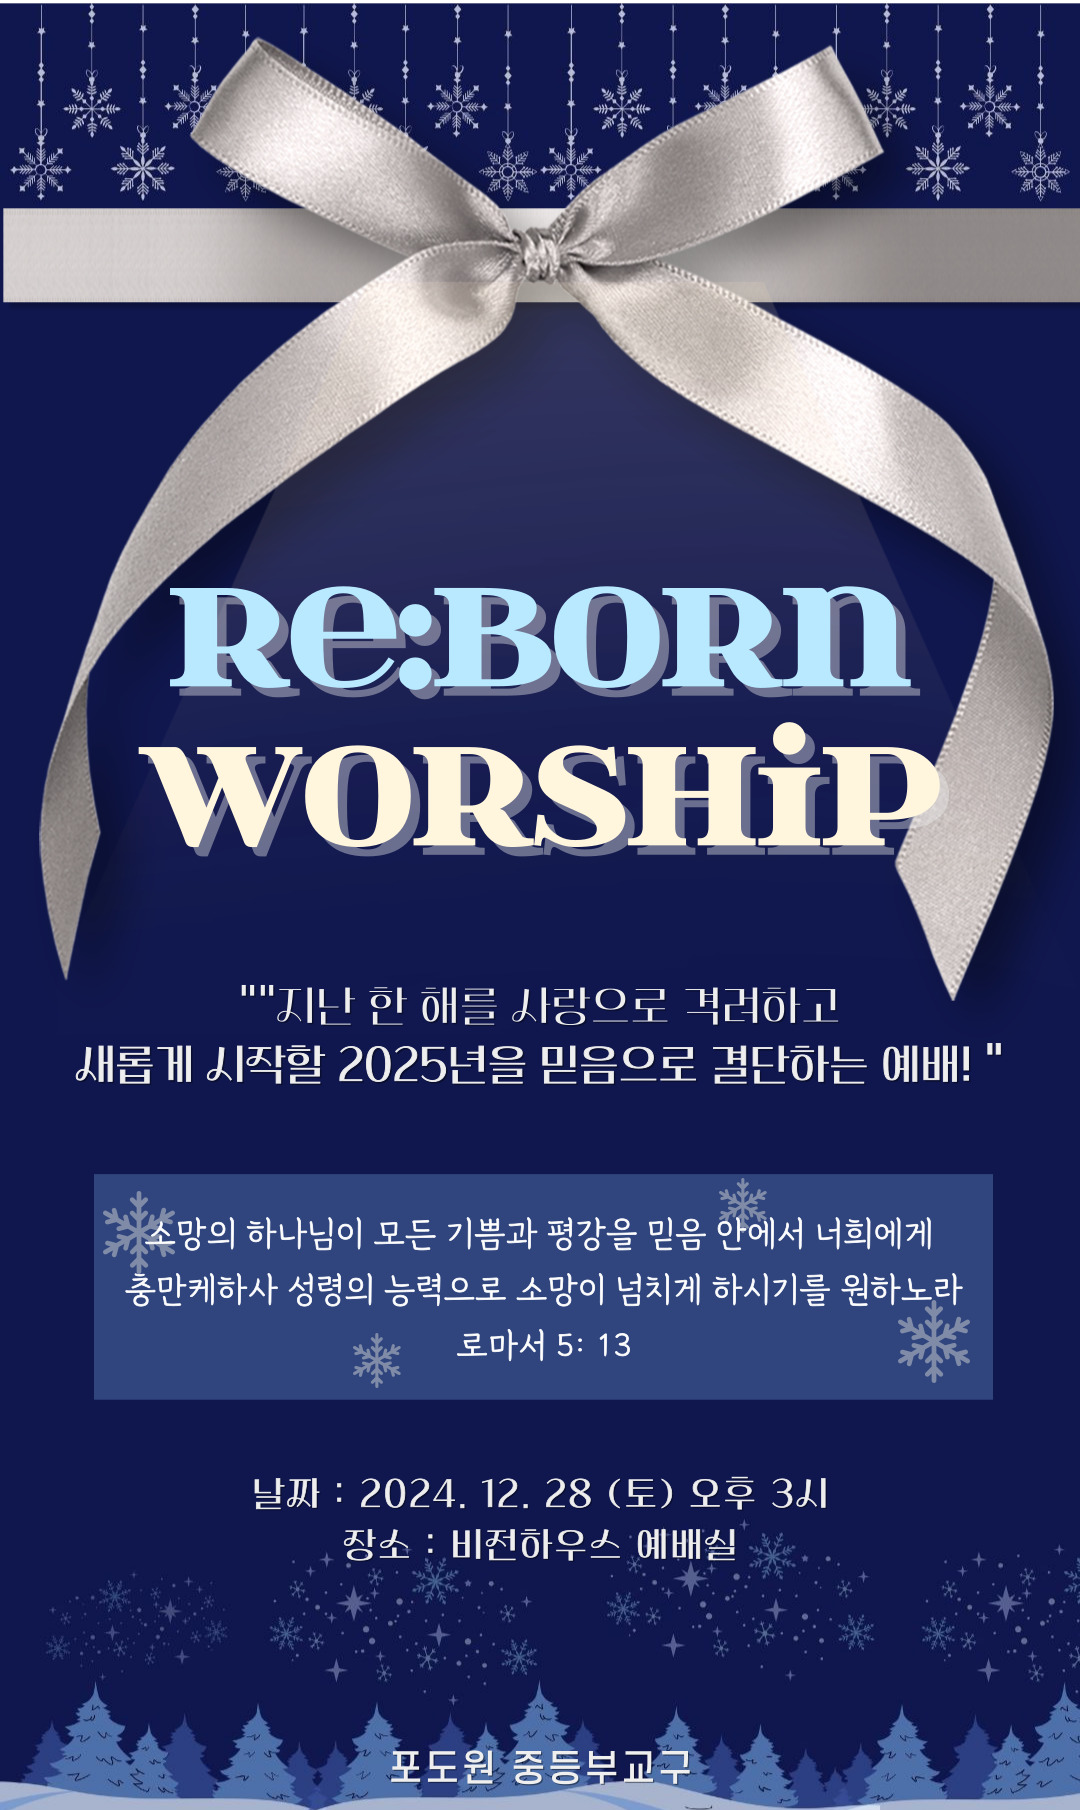 Re:BORn
WORSHiP
""지난 한 해를 사랑으로 격려하고
새롭게 시작할 2025년을 믿음으로 결단하는 예배! "
소망의 하나님이 모든 기쁨과 평강을 믿음 안에서 너희에게
충만케하사 성령의 능력으로 소망이 넘치게 하시기를 원하노라
로마서 5: 13
날짜 : 2024. 12. 28 (토) 오후 3시
장소 : 비전하우스 예배실
포도원 중등부교구